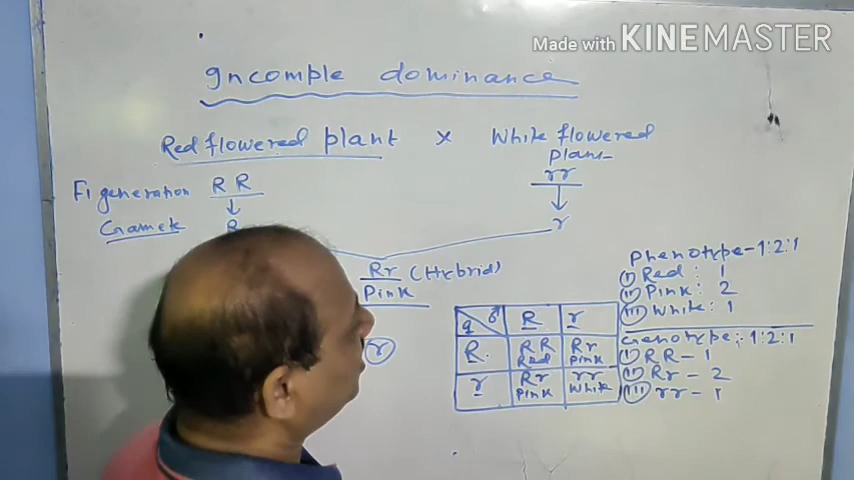 Made with KINEMASTER
Incomple dominance
Red flowered plant x White flowered
plant
F1 generation RR rr
Gamete R r
Rr (Hybrid)
Pink
r
♀ ♂ R r
R RR Rr
Red Pink
r Rr rr
Pink White
Phenotype - 1:2:1
(i) Red : 1
(ii) Pink : 2
(iii) White : 1
Genotype :- 1:2:1
(i) RR - 1
(ii) Rr - 2
(iii) rr - 1